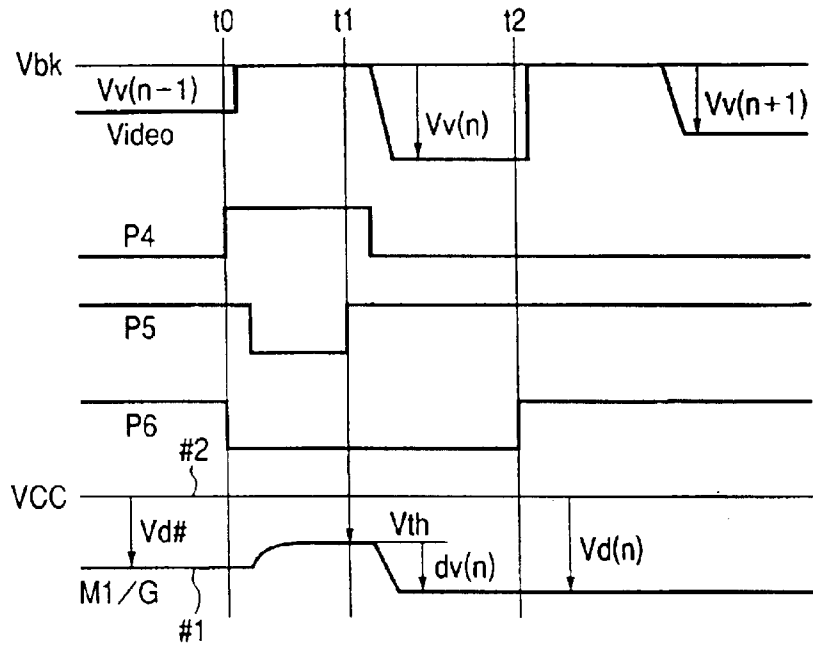 t0 t1 t2
Vbk
Vv(n-1)
Vv(n)
Vv(n+1)
Video
P4
P5
P6
#2
VCC
Vd#
Vth
Vd(n)
dv(n)
M1/G
#1